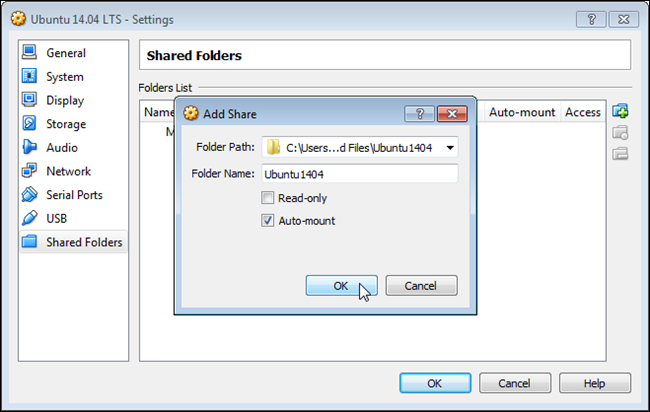 Ubuntu 14.04 LTS - Settings
General
System
Display
Storage
Audio
Network
Serial Ports
USB
Shared Folders
Shared Folders
Folders List
Name
Auto-mount
Access
M
Add Share
Folder Path:
C:\Users...d Files\Ubuntu1404
Folder Name:
Ubuntu1404
Read-only
Auto-mount
OK
Cancel
OK
Cancel
Help